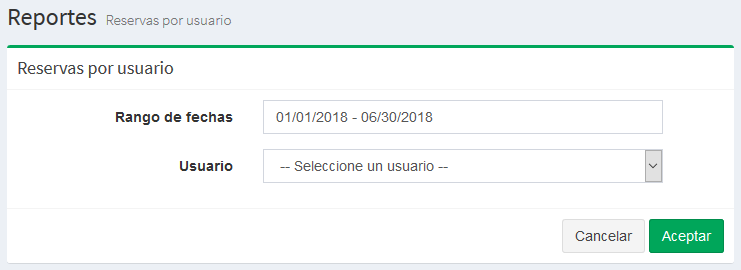 Reportes Reservas por usuario
Reservas por usuario
Rango de fechas 01/01/2018 - 06/30/2018
Usuario -- Seleccione un usuario --
Cancelar Aceptar